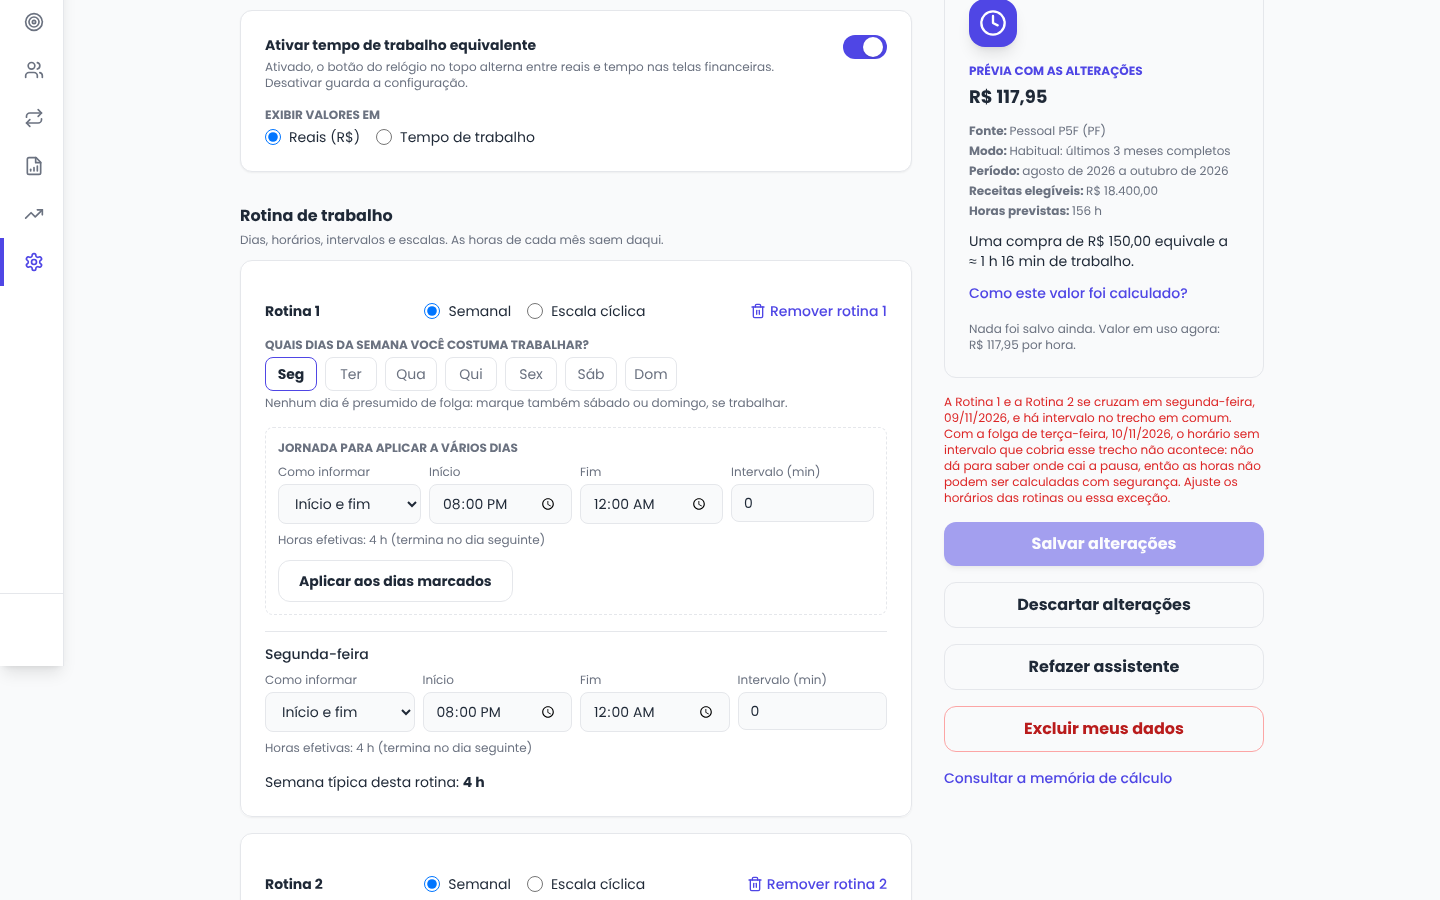 Ativar tempo de trabalho equivalente
Ativado, o botão do relógio no topo alterna entre reais e tempo nas telas financeiras.
Desativar guarda a configuração.
EXIBIR VALORES EM
Reais (R$)
Tempo de trabalho
Rotina de trabalho
Dias, horários, intervalos e escalas. As horas de cada mês saem daqui.
Rotina 1
Semanal
Escala cíclica
Remover rotina 1
QUAIS DIAS DA SEMANA VOCÊ COSTUMA TRABALHAR?
Seg
Ter
Qua
Qui
Sex
Sáb
Dom
Nenhum dia é presumido de folga: marque também sábado ou domingo, se trabalhar.
JORNADA PARA APLICAR A VÁRIOS DIAS
Como informar
Início
Fim
Intervalo (min)
Início e fim
08:00 PM
12:00 AM
0
Horas efetivas: 4 h (termina no dia seguinte)
Aplicar aos dias marcados
Segunda-feira
Como informar
Início
Fim
Intervalo (min)
Início e fim
08:00 PM
12:00 AM
0
Horas efetivas: 4 h (termina no dia seguinte)
Semana típica desta rotina: 4 h
Rotina 2
Semanal
Escala cíclica
Remover rotina 2
PRÉVIA COM AS ALTERAÇÕES
R$ 117,95
Fonte: Pessoal P5F (PF)
Modo: Habitual: últimos 3 meses completos
Período: agosto de 2026 a outubro de 2026
Receitas elegíveis: R$ 18.400,00
Horas previstas: 156 h
Uma compra de R$ 150,00 equivale a
≈ 1 h 16 min de trabalho.
Como este valor foi calculado?
Nada foi salvo ainda. Valor em uso agora:
R$ 117,95 por hora.
A Rotina 1 e a Rotina 2 se cruzam em segunda-feira,
09/11/2026, e há intervalo no trecho em comum.
Com a folga de terça-feira, 10/11/2026, o horário sem
intervalo que cobria esse trecho não acontece: não
dá para saber onde cai a pausa, então as horas não
podem ser calculadas com segurança. Ajuste os
horários das rotinas ou essa exceção.
Salvar alterações
Descartar alterações
Refazer assistente
Excluir meus dados
Consultar a memória de cálculo